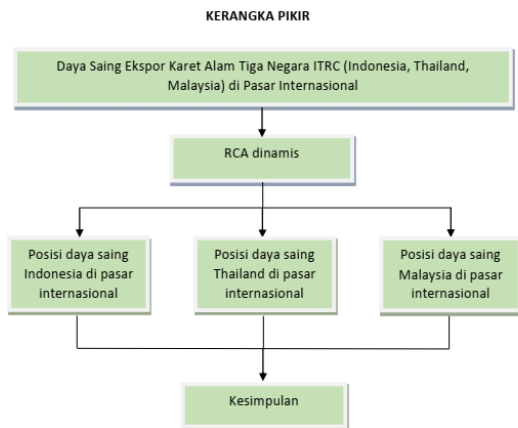 KERANGKA PIKIR
Daya Saing Ekspor Karet Alam Tiga Negara ITRC (Indonesia, Thailand,
Malaysia) di Pasar Internasional
RCA dinamis
Posisi daya saing
Indonesia di pasar
internasional
Posisi daya saing
Thailand di pasar
internasional
Posisi daya saing
Malaysia di pasar
internasional
Kesimpulan